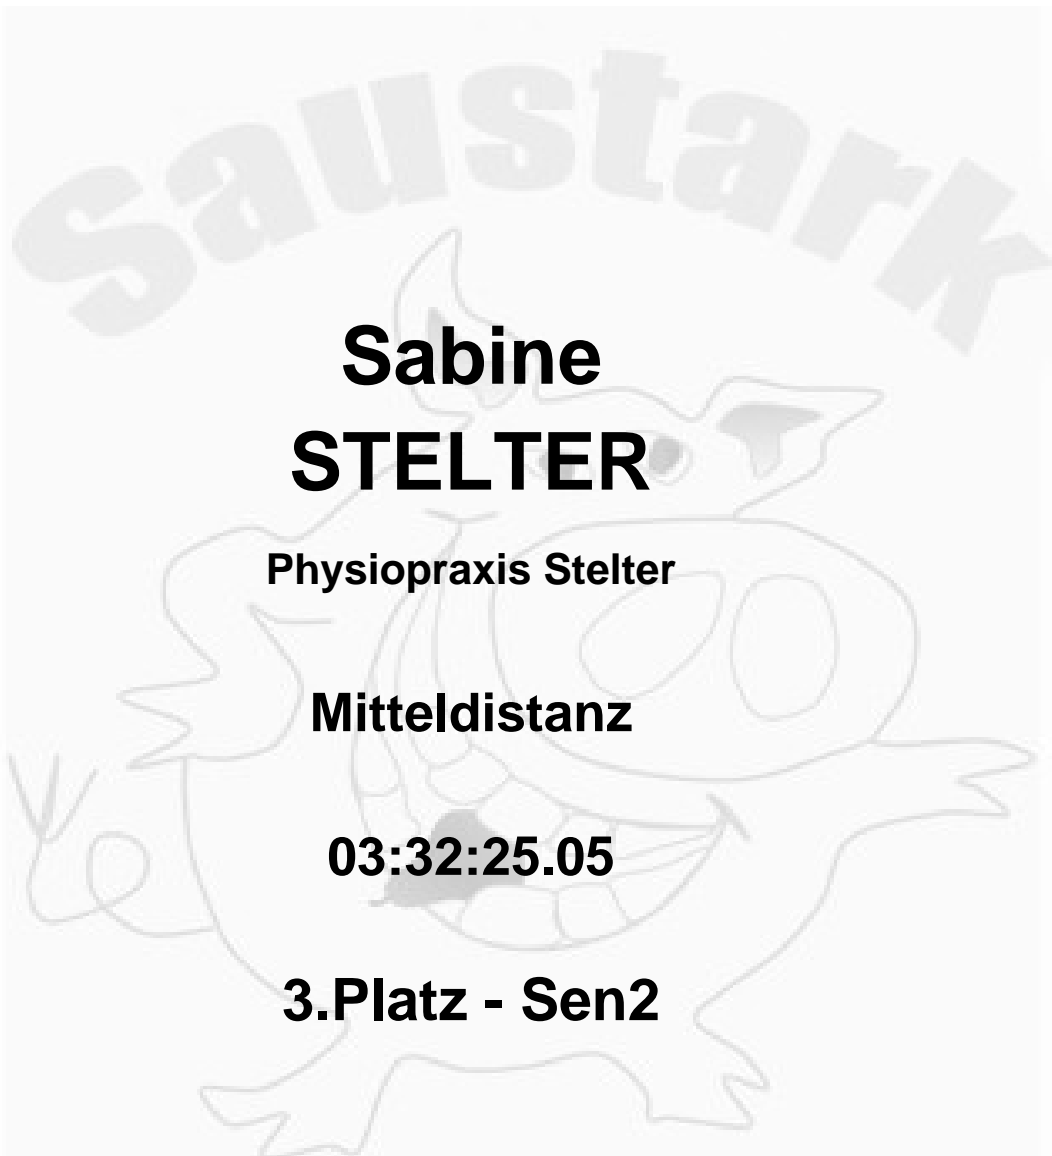 Saustark
Sabine
STELTER
Physiopraxis Stelter
Mitteldistanz
03:32:25.05
3.Platz - Sen2